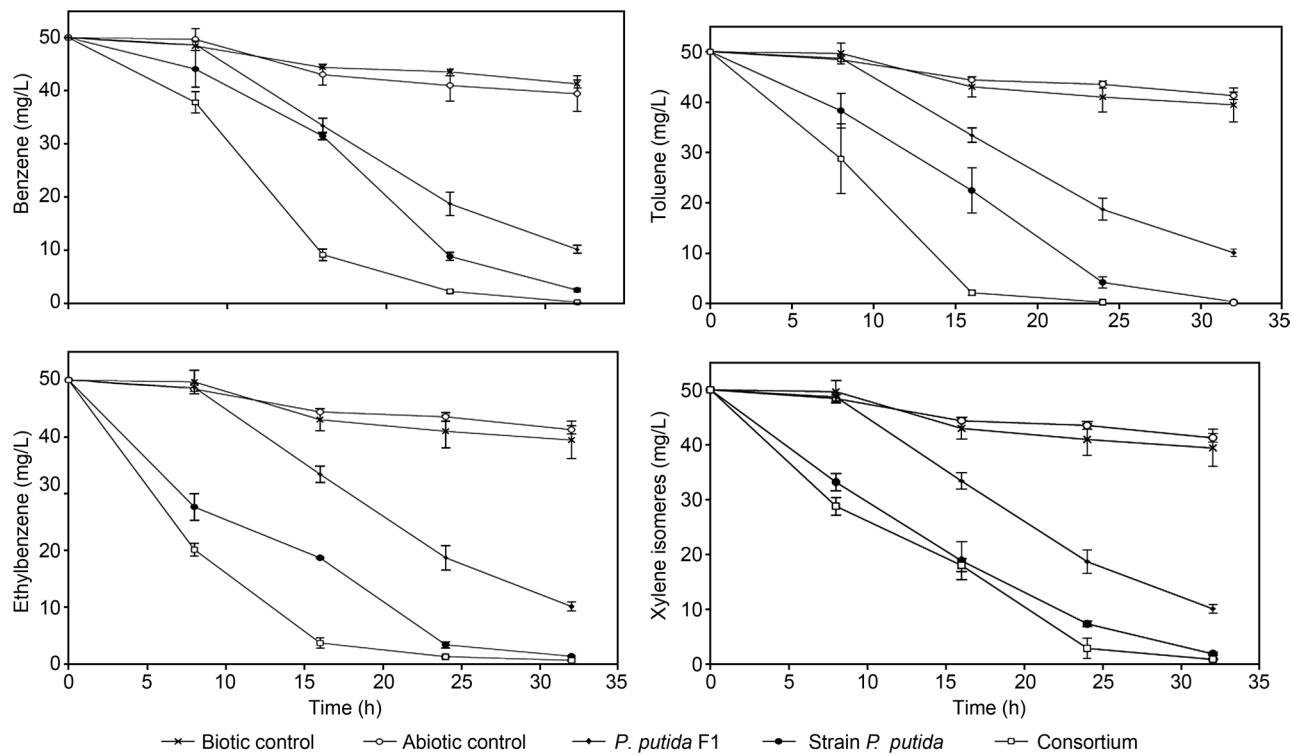 Benzene (mg/L)
50
40
30
20
10
0
Toluene (mg/L)
50
40
30
20
10
0
0 5 10 15 20 25 30 35
Ethylbenzene (mg/L)
50
40
30
20
10
0
0 5 10 15 20 25 30 35
Time (h)
Xylene isomeres (mg/L)
50
40
30
20
10
0
0 5 10 15 20 25 30 35
Time (h)
Biotic control Abiotic control P. putida F1 Strain P. putida Consortium